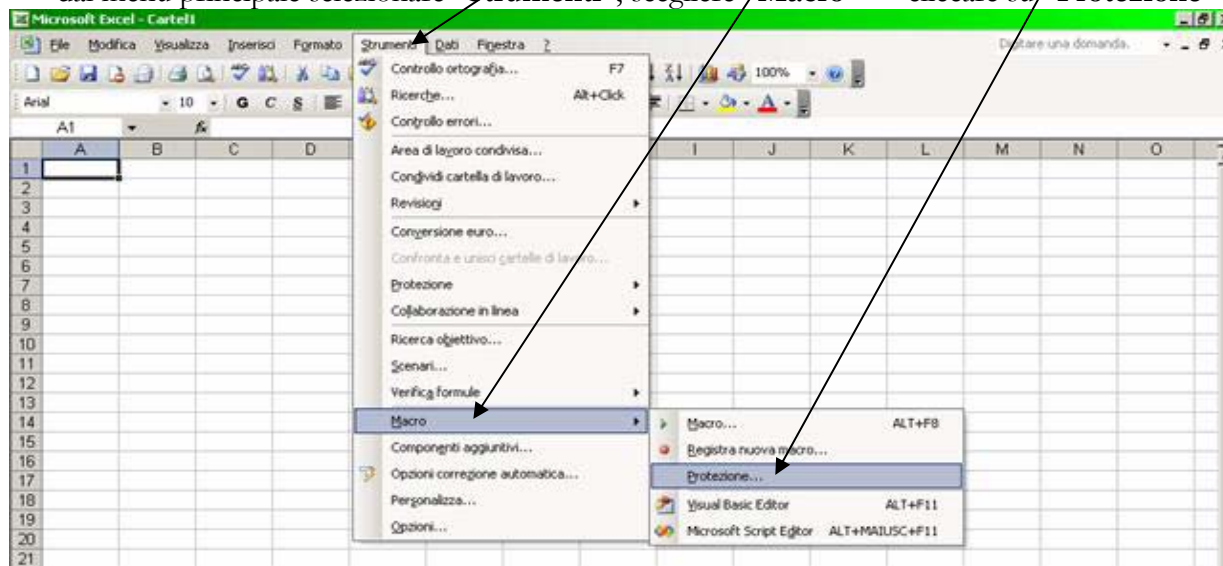 dal menu principale selezionare "Strumenti", scegliere "Macro" cliccare su "Protezione"
Microsoft Excel - Cartel1
File Modifica Visualizza Inserisci Formato Strumenti Dati Finestra ? Digitare una domanda.
100%
Arial 10 G C S
A1 fx
A B C D I J K L M N O
1
2
3
4
5
6
7
8
9
10
11
12
13
14
15
16
17
18
19
20
21
Controllo ortografia... F7
Ricerche... Alt+Click
Controllo errori...
Area di lavoro condivisa...
Condividi cartella di lavoro...
Revisioni
Conversione euro...
Confronta e unisci cartelle di lavoro...
Protezione
Collaborazione in linea
Ricerca obiettivo...
Scenari...
Verifica formule
Macro
Componenti aggiuntivi...
Opzioni correzione automatica...
Personalizza...
Opzioni...
Macro... ALT+F8
Registra nuova macro...
Protezione...
Visual Basic Editor ALT+F11
Microsoft Script Editor ALT+MAIUSC+F11